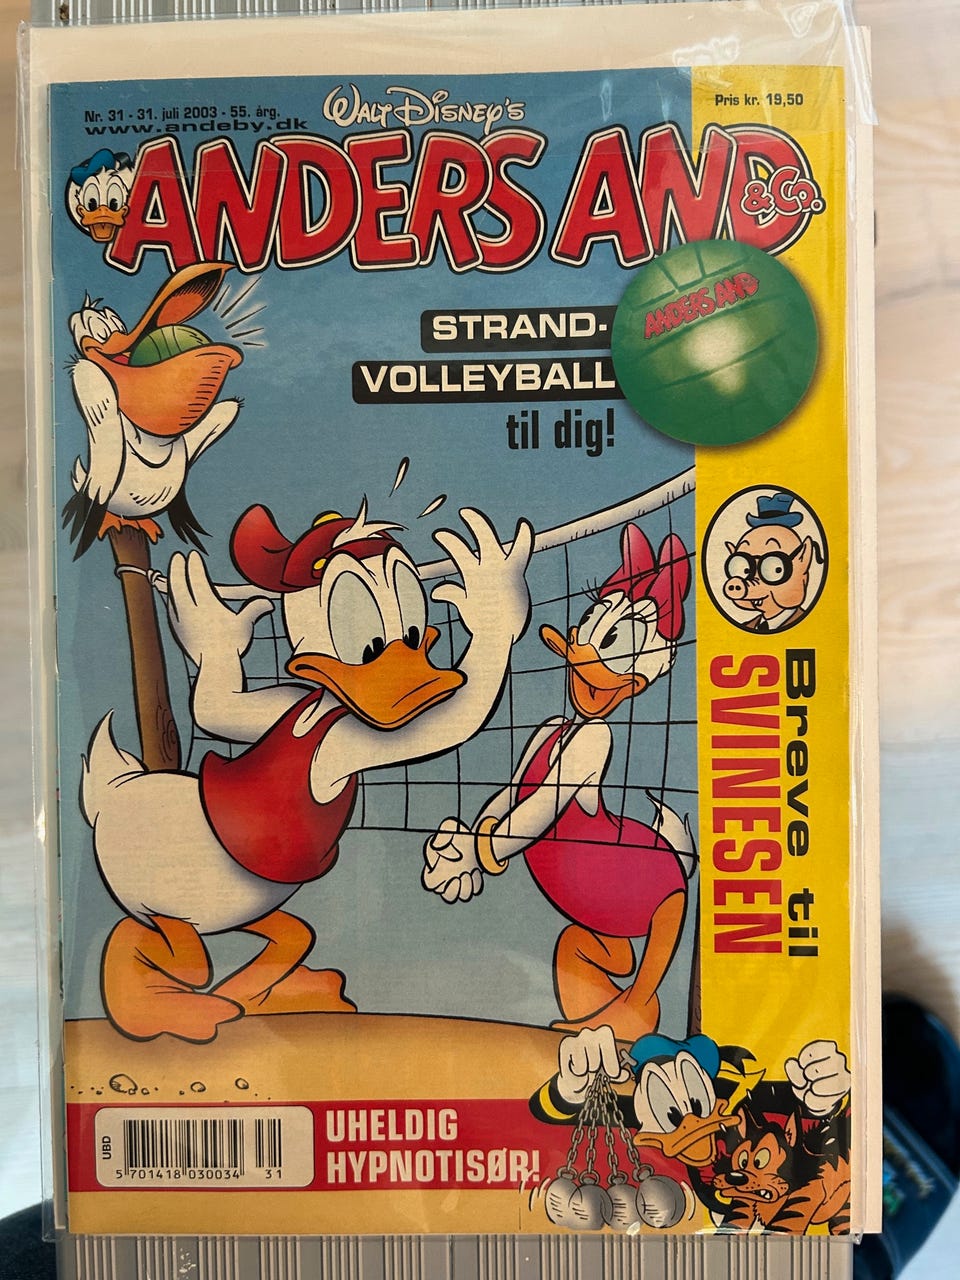 Nr. 31 - 31. juli 2003 - 55. årg.
www.andeby.dk
WALT DISNEY'S
Pris kr. 19,50
ANDERS AND
& Co.
ANDERS AND
STRAND-
VOLLEYBALL
til dig!
Breve til
SVINESEN
UHELDIG
HYPNOTISØR!
UBD
5 701418 030034 31